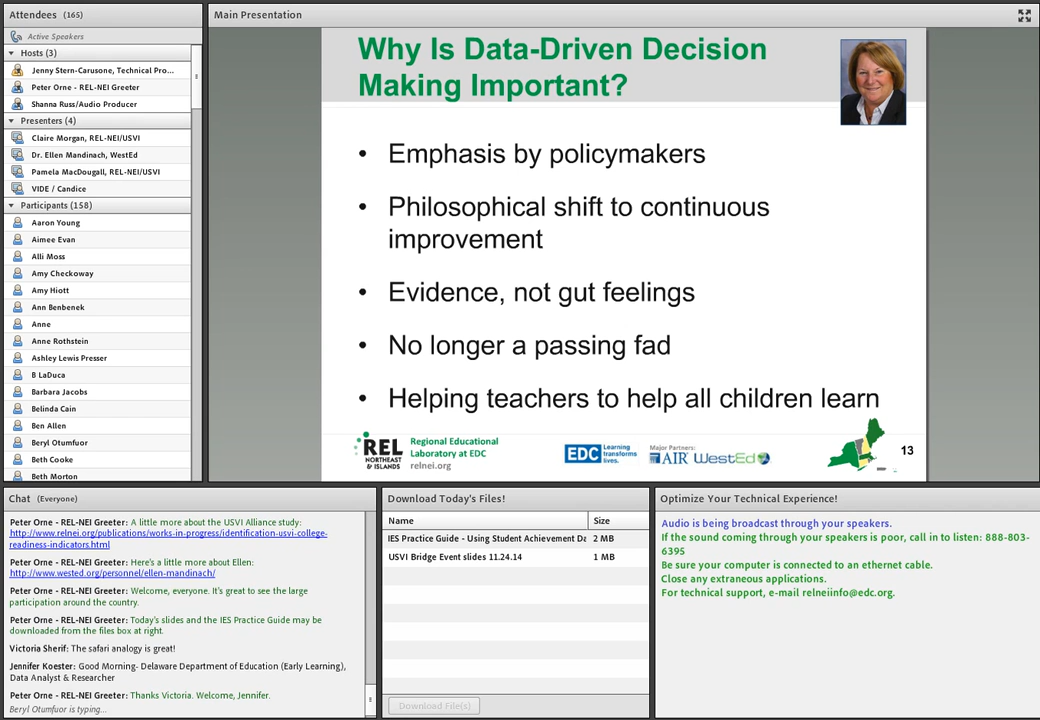 Attendees (165)
Active Speakers
Hosts (3)
Jenny Stern-Carusone, Technical Pro...
Peter Orne - REL-NEI Greeter
Shanna Russ/Audio Producer
Presenters (4)
Claire Morgan, REL-NEI/USVI
Dr. Ellen Mandinach, WestEd
Pamela MacDougall, REL-NEI/USVI
VIDE / Candice
Participants (158)
Aaron Young
Aimee Evan
Alli Moss
Amy Checkoway
Amy Hiott
Ann Benbenek
Anne
Anne Rothstein
Ashley Lewis Presser
B LaDuca
Barbara Jacobs
Belinda Cain
Ben Allen
Beryl Otumfuor
Beth Cooke
Beth Morton
Main Presentation
Why Is Data-Driven Decision
Making Important?
• Emphasis by policymakers
• Philosophical shift to continuous
improvement
• Evidence, not gut feelings
• No longer a passing fad
• Helping teachers to help all children learn
REL
NORTHEAST
& ISLANDS
Regional Educational
Laboratory at EDC
relnei.org
EDC
Learning
transforms
lives.
Major Partners:
AIR WestEd
13
Chat (Everyone)
Peter Orne - REL-NEI Greeter: A little more about the USVI Alliance study:
http://www.relnei.org/publications/works-in-progress/identification-usvi-college-
readiness-indicators.html
Peter Orne - REL-NEI Greeter: Here's a little more about Ellen:
http://www.wested.org/personnel/ellen-mandinach/
Peter Orne - REL-NEI Greeter: Welcome, everyone. It's great to see the large
participation around the country.
Peter Orne - REL-NEI Greeter: Today's slides and the IES Practice Guide may be
downloaded from the files box at right.
Victoria Sherif: The safari analogy is great!
Jennifer Koester: Good Morning- Delaware Department of Education (Early Learning),
Data Analyst & Researcher
Peter Orne - REL-NEI Greeter: Thanks Victoria. Welcome, Jennifer.
Beryl Otumfuor is typing...
Download Today's Files!
Name Size
IES Practice Guide - Using Student Achievement Da 2 MB
USVI Bridge Event slides 11.24.14 1 MB
Download File(s)
Optimize Your Technical Experience!
Audio is being broadcast through your speakers.
If the sound coming through your speakers is poor, call in to listen: 888-803-
6395
Be sure your computer is connected to an ethernet cable.
Close any extraneous applications.
For technical support, e-mail relneiinfo@edc.org.